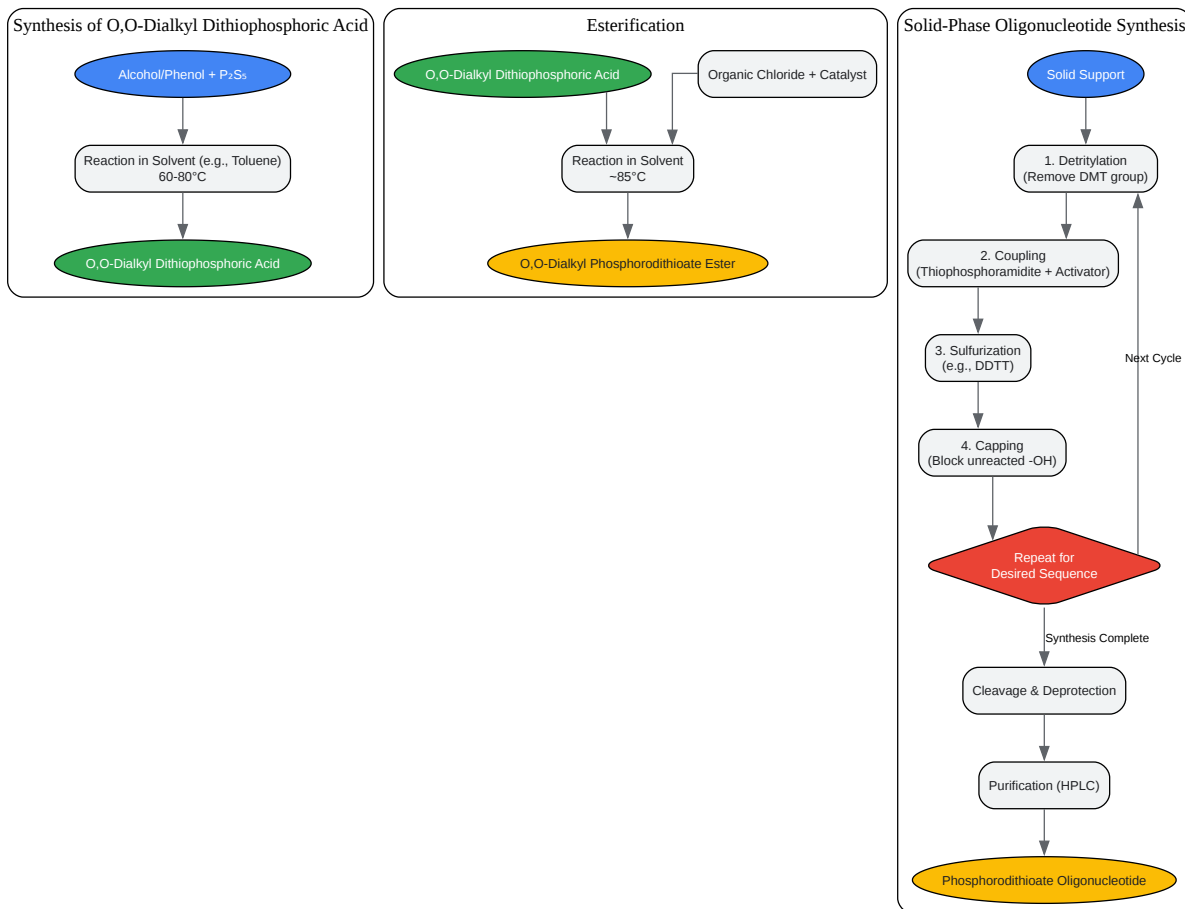 Synthesis of O,O-Dialkyl Dithiophosphoric Acid
Alcohol/Phenol + P₂S₅
Reaction in Solvent (e.g., Toluene)
60-80°C
O,O-Dialkyl Dithiophosphoric Acid
Esterification
O,O-Dialkyl Dithiophosphoric Acid
Organic Chloride + Catalyst
Reaction in Solvent
~85°C
O,O-Dialkyl Phosphorodithioate Ester
Solid-Phase Oligonucleotide Synthesis
Solid Support
1. Detritylation
(Remove DMT group)
2. Coupling
(Thiophosphoramidite + Activator)
3. Sulfurization
(e.g., DDTT)
Next Cycle
4. Capping
(Block unreacted -OH)
Repeat for
Desired Sequence
Synthesis Complete
Cleavage & Deprotection
Purification (HPLC)
Phosphorodithioate Oligonucleotide